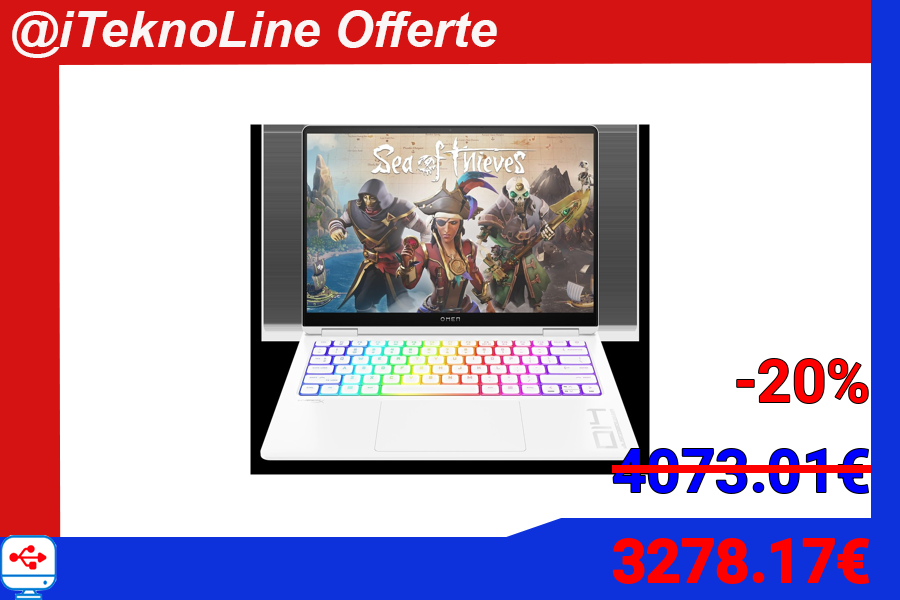 @iTeknoLine Offerte
Sea of Thieves
OMEN
-20%
4073.01€
3278.17€